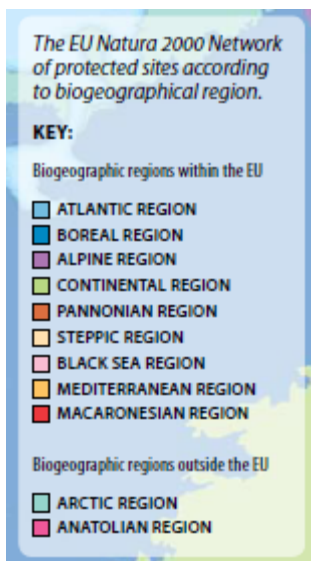 The EU Natura 2000 Network
of protected sites according
to biogeographical region.
KEY:
Biogeographic regions within the EU
ATLANTIC REGION
BOREAL REGION
ALPINE REGION
CONTINENTAL REGION
PANNONIAN REGION
STEPPIC REGION
BLACK SEA REGION
MEDITERRANEAN REGION
MACARONESIAN REGION
Biogeographic regions outside the EU
ARCTIC REGION
ANATOLIAN REGION